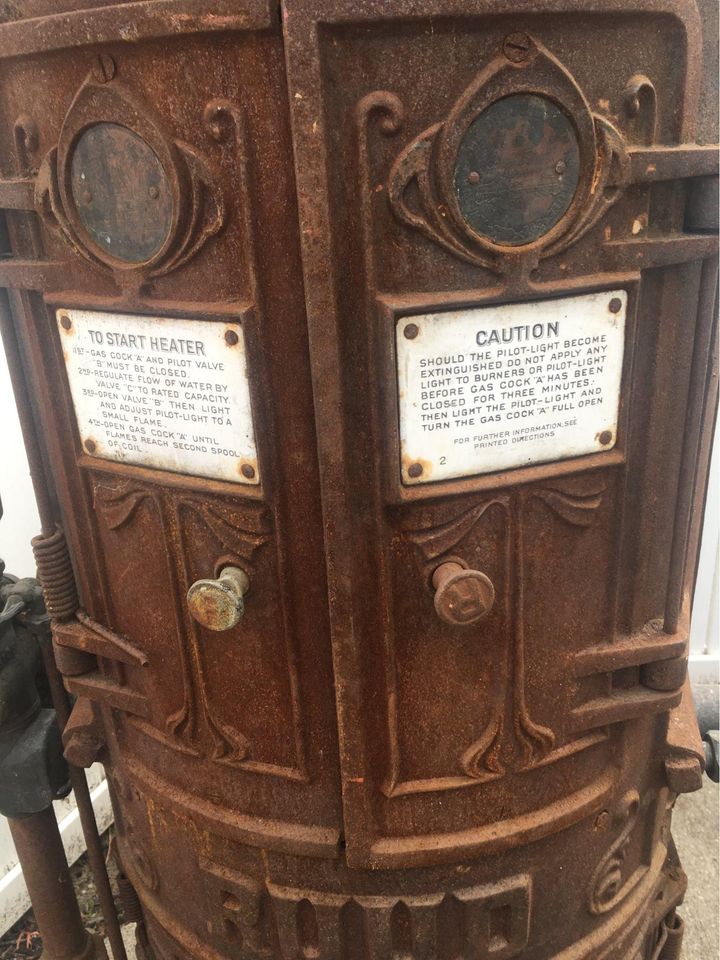 TO START HEATER
1ST-GAS COCK "A" AND PILOT VALVE
"B" MUST BE CLOSED.
2ND-REGULATE FLOW OF WATER BY
VALVE "C" TO RATED CAPACITY.
3RD-OPEN VALVE "B" THEN LIGHT
AND ADJUST PILOT-LIGHT TO A
SMALL FLAME.
4TH-OPEN GAS COCK "A" UNTIL
FLAMES REACH SECOND SPOOL
OF COIL.
CAUTION
SHOULD THE PILOT-LIGHT BECOME
EXTINGUISHED DO NOT APPLY ANY
LIGHT TO BURNERS OR PILOT-LIGHT
BEFORE GAS COCK "A" HAS BEEN
CLOSED FOR THREE MINUTES:
THEN LIGHT THE PILOT-LIGHT AND
TURN THE GAS COCK "A" FULL OPEN
FOR FURTHER INFORMATION, SEE
PRINTED DIRECTIONS
2
H
RUUD